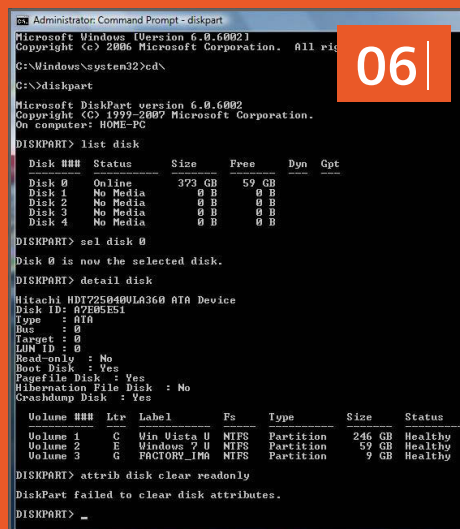 Administrator: Command Prompt - diskpart
06
Microsoft Windows [Version 6.0.6002]
Copyright (c) 2006 Microsoft Corporation. All
C:\Windows\system32>cd\
C:\>diskpart
Microsoft DiskPart version 6.0.6002
Copyright (C) 1999-2007 Microsoft Corporation.
On computer: HOME-PC
DISKPART> list disk
Disk ### Status Size Free Dyn Gpt
-------- ---------- ------- ------- --- ---
Disk 0 Online 373 GB 59 GB
Disk 1 No Media 0 B 0 B
Disk 2 No Media 0 B 0 B
Disk 3 No Media 0 B 0 B
Disk 4 No Media 0 B 0 B
DISKPART> sel disk 0
Disk 0 is now the selected disk.
DISKPART> detail disk
Hitachi HDT725040VLA360 ATA Device
Disk ID: A7E05E51
Type : ATA
Bus : 0
Target : 0
LUN ID : 0
Read-only : No
Boot Disk : Yes
Pagefile Disk : Yes
Hibernation File Disk : No
Crashdump Disk : Yes
Volume ### Ltr Label Fs Type Size Status
---------- --- ----------- ----- ---------- ------- ---------
Volume 1 C Win Vista U NTFS Partition 246 GB Healthy
Volume 2 E Windows 7 U NTFS Partition 59 GB Healthy
Volume 3 G FACTORY_IMA NTFS Partition 9 GB Healthy
DISKPART> attrib disk clear readonly
DiskPart failed to clear disk attributes.
DISKPART> _